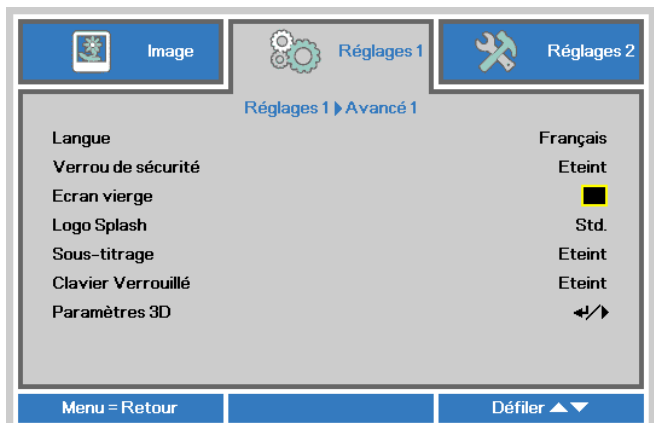 Image
Réglages 1
Réglages 2
Réglages 1 ▶ Avancé 1
Langue Français
Verrou de sécurité Eteint
Ecran vierge
Logo Splash Std.
Sous-titrage Eteint
Clavier Verrouillé Eteint
Paramètres 3D ↵/▶
Menu = Retour
Défiler ▲▼